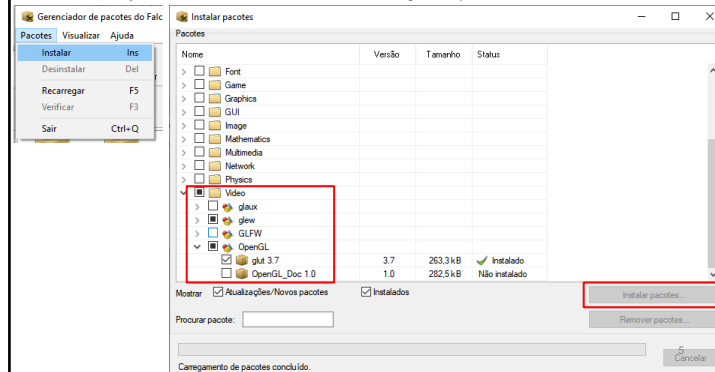 Gerenciador de pacotes do Falc
Pacotes Visualizar Ajuda
Instalar Ins
Desinstalar Del
Recarregar F5
Verificar F3
Sair Ctrl+Q
Instalar pacotes
Pacotes
Nome Versão Tamanho Status
Font
Game
Graphics
GUI
Image
Mathematics
Multimedia
Network
Physics
Video
glaux
glew
GLFW
OpenGL
glut 3.7 3.7 263,3 kB Instalado
OpenGL_Doc 1.0 1.0 282,5 kB Não instalado
Mostrar Atualizações/Novos pacotes Instalados
Instalar pacotes...
Procurar pacote:
Remover pacotes...
5
Cancelar
Carregamento de pacotes concluído.